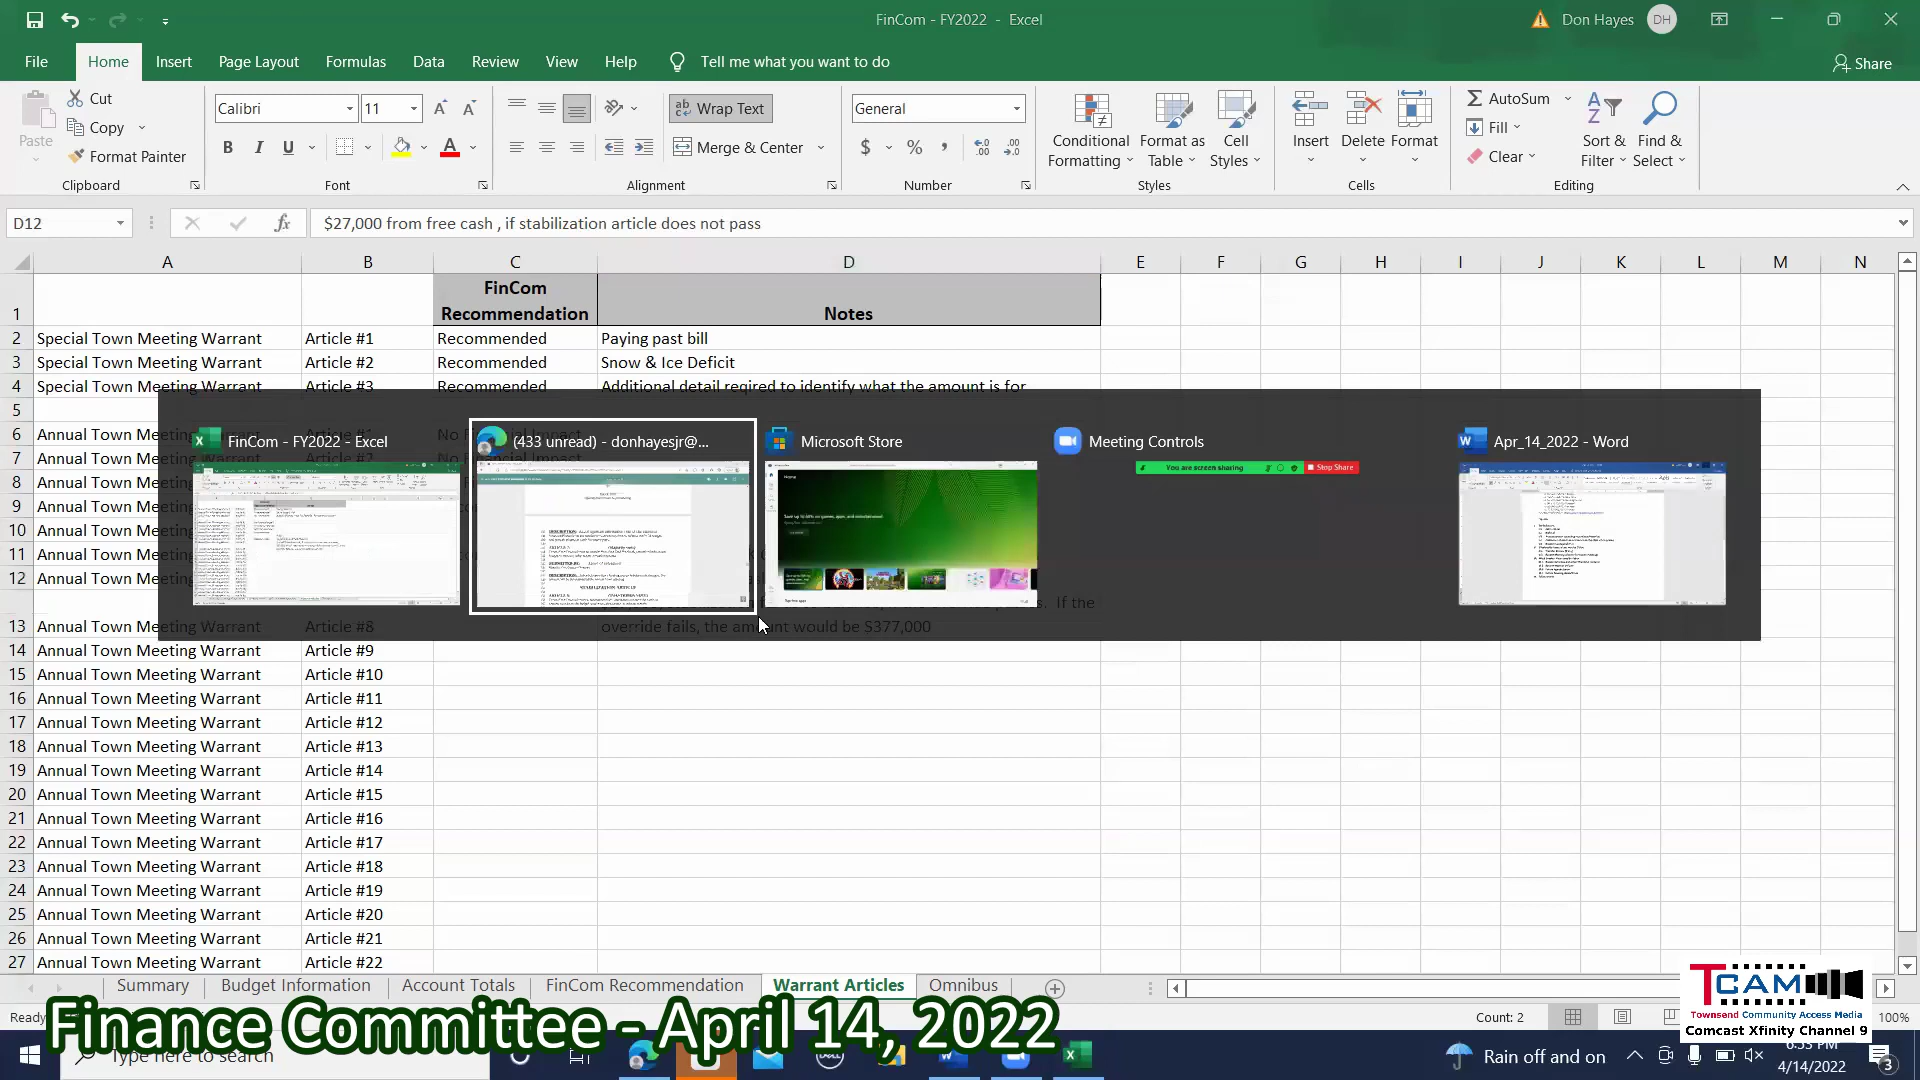 FinCom - FY2022 - Excel
Don Hayes DH
File Home Insert Page Layout Formulas Data Review View Help Tell me what you want to do Share
Paste
Cut
Copy
Format Painter
Clipboard
Calibri 11
B I U
Font
Wrap Text
Merge & Center
Alignment
General
$ % ,
Number
Conditional Formatting
Format as Table
Cell Styles
Styles
Insert Delete Format
Cells
AutoSum
Fill
Clear
Sort & Filter
Find & Select
Editing
D12 fx $27,000 from free cash , if stabilization article does not pass
A B C D E F G H I J K L M N
1 FinCom Recommendation Notes
2 Special Town Meeting Warrant Article #1 Recommended Paying past bill
3 Special Town Meeting Warrant Article #2 Recommended Snow & Ice Deficit
4 Special Town Meeting Warrant Article #3 Recommended Additional detail reqired to identify what the amount is for
5
6 Annual Town
7 Annual Town
8 Annual Town
9 Annual Town
10 Annual Town
11 Annual Town
12 Annual Town
FinCom - FY2022 - Excel
(433 unread) - donhayesjr@...
Microsoft Store
Meeting Controls
You are screen sharing Stop Share
Apr_14_2022 - Word
If the
13 Annual Town Meeting Warrant Article #8 override fails, the amount would be $377,000
14 Annual Town Meeting Warrant Article #9
15 Annual Town Meeting Warrant Article #10
16 Annual Town Meeting Warrant Article #11
17 Annual Town Meeting Warrant Article #12
18 Annual Town Meeting Warrant Article #13
19 Annual Town Meeting Warrant Article #14
20 Annual Town Meeting Warrant Article #15
21 Annual Town Meeting Warrant Article #16
22 Annual Town Meeting Warrant Article #17
23 Annual Town Meeting Warrant Article #18
24 Annual Town Meeting Warrant Article #19
25 Annual Town Meeting Warrant Article #20
26 Annual Town Meeting Warrant Article #21
27 Annual Town Meeting Warrant Article #22
Summary Budget Information Account Totals FinCom Recommendation Warrant Articles Omnibus
Ready
Count: 2
100%
Finance Committee - April 14, 2022
TCAM
Townsend Community Access Media
Comcast Xfinity Channel 9
Type here to search
Rain off and on
6:53 PM
4/14/2022
3